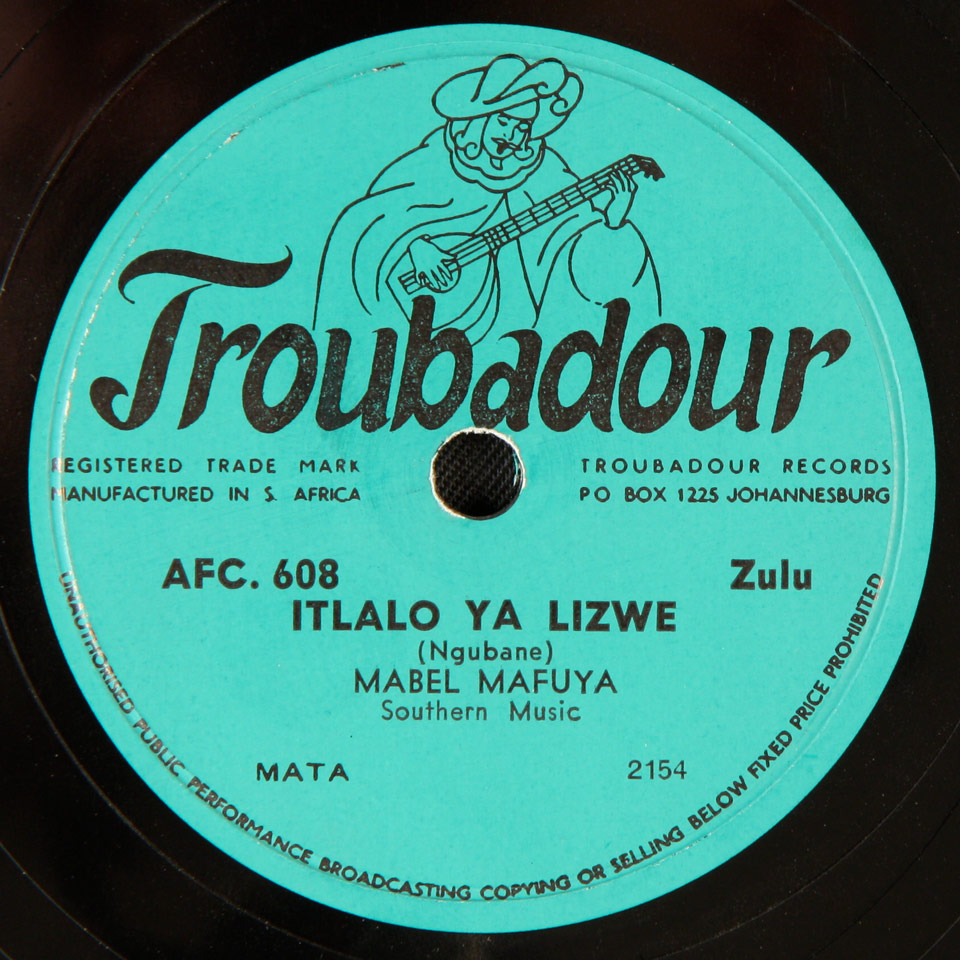 Troubadour
REGISTERED TRADE MARK
MANUFACTURED IN S. AFRICA
TROUBADOUR RECORDS
P O BOX 1225 JOHANNESBURG
AFC. 608
Zulu
ITLALO YA LIZWE
(Ngubane)
MABEL MAFUYA
Southern Music
MATA
2154
UNAUTHORISED PUBLIC PERFORMANCE BROADCASTING COPYING OR SELLING BELOW FIXED PRICE PROHIBITED